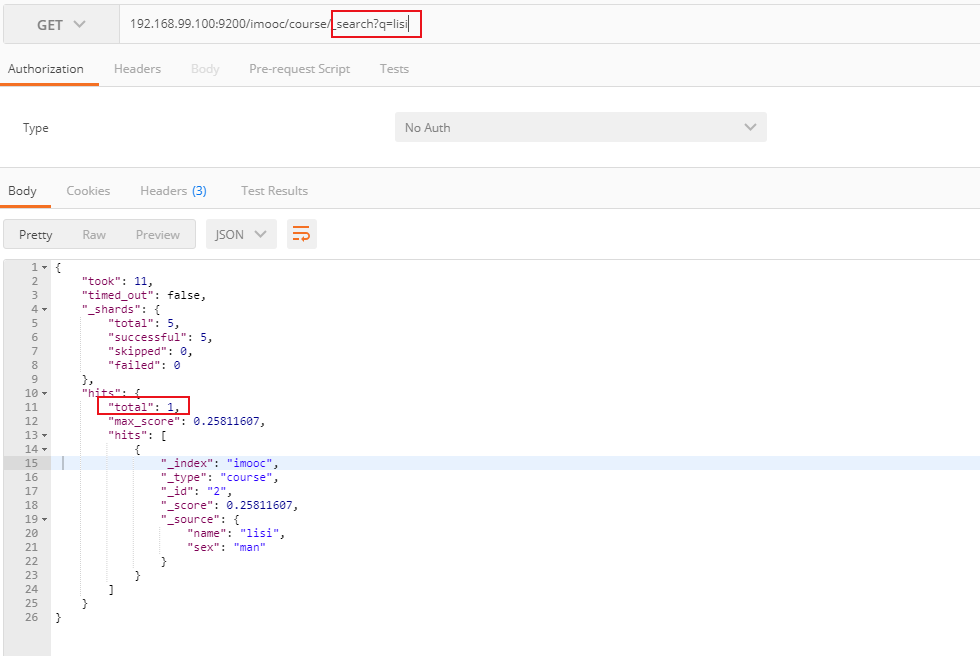 GET 192.168.99.100:9200/imooc/course/_search?q=lisi
Authorization Headers Body Pre-request Script Tests
Type No Auth
Body Cookies Headers (3) Test Results
Pretty Raw Preview JSON
1 {
2 "took": 11,
3 "timed_out": false,
4 "_shards": {
5 "total": 5,
6 "successful": 5,
7 "skipped": 0,
8 "failed": 0
9 },
10 "hits": {
11 "total": 1,
12 "max_score": 0.25811607,
13 "hits": [
14 {
15 "_index": "imooc",
16 "_type": "course",
17 "_id": "2",
18 "_score": 0.25811607,
19 "_source": {
20 "name": "lisi",
21 "sex": "man"
22 }
23 }
24 ]
25 }
26 }